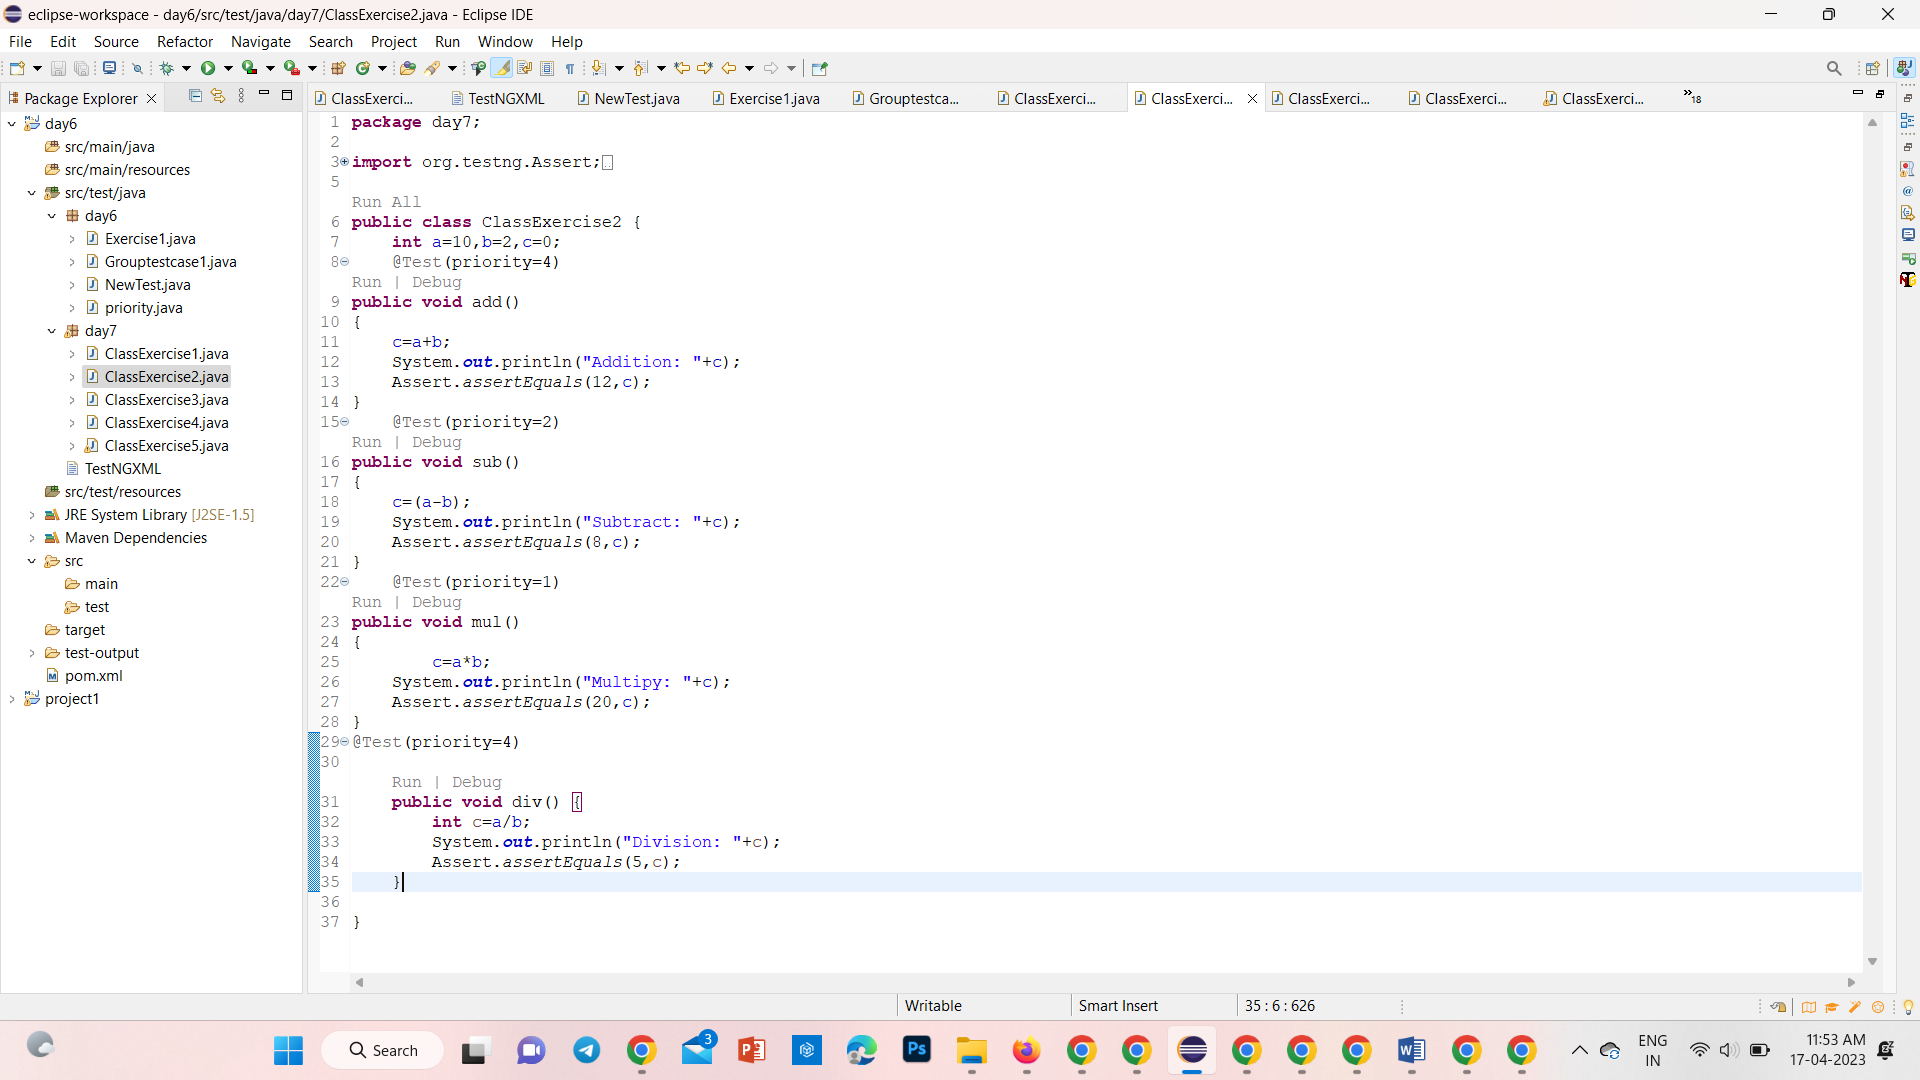 eclipse-workspace - day6/src/test/java/day7/ClassExercise2.java - Eclipse IDE
File Edit Source Refactor Navigate Search Project Run Window Help
Package Explorer
ClassExerci... TestNGXML NewTest.java Exercise1.java Grouptestca... ClassExerci... ClassExerci... ClassExerci... ClassExerci... ClassExerci... »18
day6
src/main/java
src/main/resources
src/test/java
day6
Exercise1.java
Grouptestcase1.java
NewTest.java
priority.java
day7
ClassExercise1.java
ClassExercise2.java
ClassExercise3.java
ClassExercise4.java
ClassExercise5.java
TestNGXML
src/test/resources
JRE System Library [J2SE-1.5]
Maven Dependencies
src
main
test
target
test-output
pom.xml
project1
1 package day7;
2
3 import org.testng.Assert;
5
Run All
6 public class ClassExercise2 {
7 int a=10,b=2,c=0;
8 @Test(priority=4)
Run | Debug
9 public void add()
10 {
11 c=a+b;
12 System.out.println("Addition: "+c);
13 Assert.assertEquals(12,c);
14 }
15 @Test(priority=2)
Run | Debug
16 public void sub()
17 {
18 c=(a-b);
19 System.out.println("Subtract: "+c);
20 Assert.assertEquals(8,c);
21 }
22 @Test(priority=1)
Run | Debug
23 public void mul()
24 {
25 c=a*b;
26 System.out.println("Multipy: "+c);
27 Assert.assertEquals(20,c);
28 }
29 @Test(priority=4)
30
Run | Debug
31 public void div() {
32 int c=a/b;
33 System.out.println("Division: "+c);
34 Assert.assertEquals(5,c);
35 }
36
37 }
Writable Smart Insert 35 : 6 : 626
Search
3
Ps
ENG
IN
11:53 AM
17-04-2023